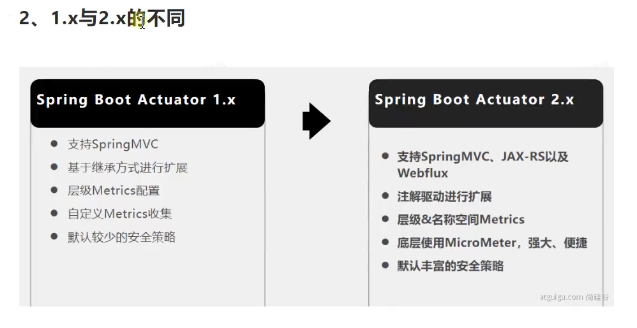 2、1.x与2.x的不同
Spring Boot Actuator 1.x
支持SpringMVC
基于继承方式进行扩展
层级Metrics配置
自定义Metrics收集
默认较少的安全策略
Spring Boot Actuator 2.x
支持SpringMVC、JAX-RS以及
Webflux
注解驱动进行扩展
层级&名称空间Metrics
底层使用MicroMeter，强大、便捷
默认丰富的安全策略
atguigu.com 尚硅谷